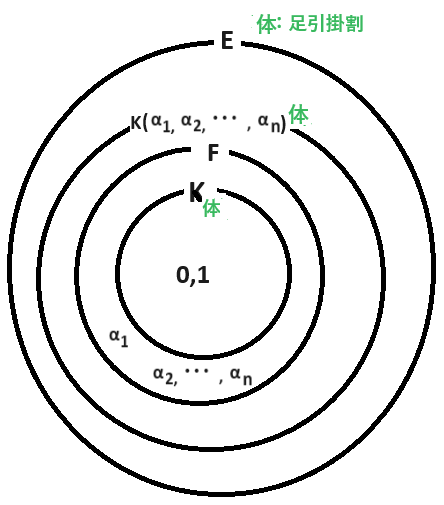 体: 足引掛割
E
K(α1, α2, ⋯ , αn) 体
F
K 体
0,1
α1
α2, ⋯ , αn